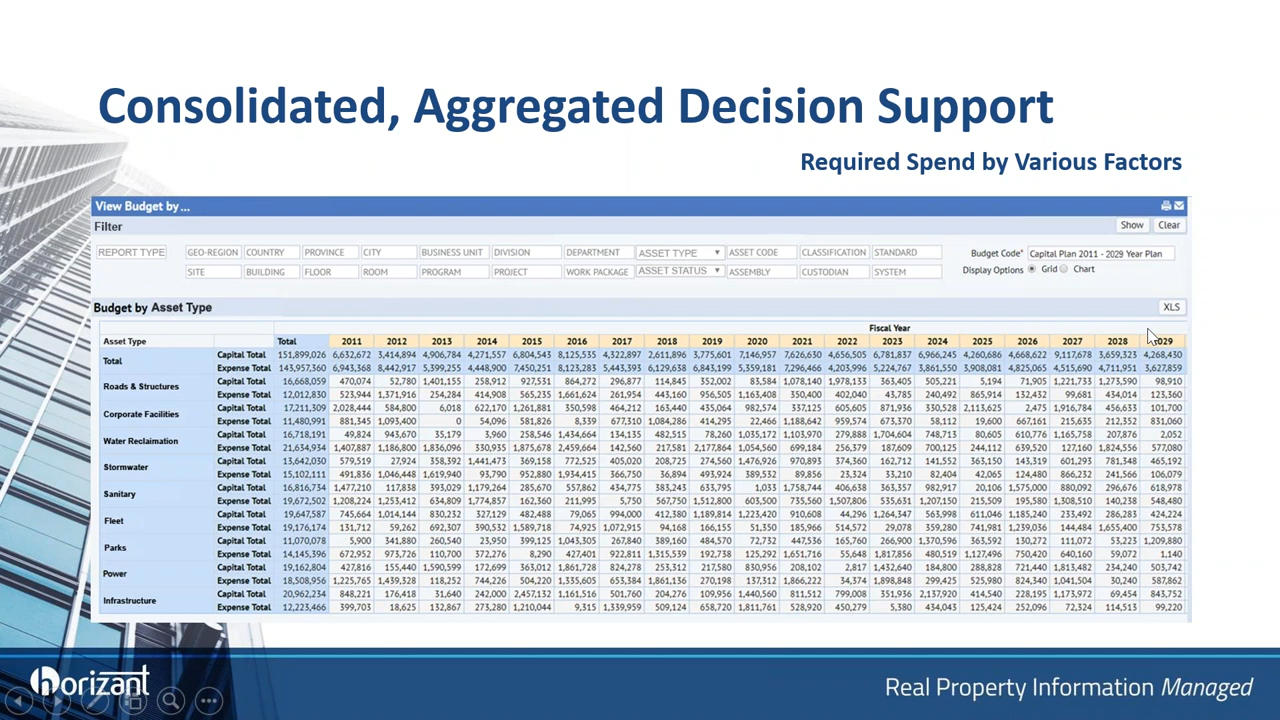 Consolidated, Aggregated Decision Support
Required Spend by Various Factors
View Budget by ...
Filter
Show Clear
REPORT TYPE GEO-REGION COUNTRY PROVINCE CITY BUSINESS UNIT DIVISION DEPARTMENT ASSET TYPE ASSET CODE CLASSIFICATION STANDARD Budget Code* Capital Plan 2011 - 2029 Year Plan
SITE BUILDING FLOOR ROOM PROGRAM PROJECT WORK PACKAGE ASSET STATUS ASSEMBLY CUSTODIAN SYSTEM Display Options Grid Chart
Budget by Asset Type XLS
Fiscal Year
Asset Type Total 2011 2012 2013 2014 2015 2016 2017 2018 2019 2020 2021 2022 2023 2024 2025 2026 2027 2028 2029
Total Capital Total 151,899,026 6,632,672 3,414,894 4,906,784 4,271,557 6,804,543 8,125,535 4,322,897 2,611,896 3,775,601 7,146,957 7,620,630 4,656,505 6,781,837 6,966,245 4,260,686 4,668,622 9,117,678 3,659,323 4,268,430
Expense Total 143,957,360 6,943,368 8,442,917 5,399,255 4,448,900 7,450,251 8,123,285 5,443,393 6,129,638 6,843,199 5,359,181 7,296,462 4,203,996 5,224,767 3,861,550 3,908,081 4,825,065 4,515,690 4,711,951 3,627,859
Roads & Structures Capital Total 16,668,059 470,074 52,780 1,401,155 258,912 927,531 864,272 296,877 114,845 352,002 83,584 1,078,140 1,978,133 363,405 505,221 5,194 71,905 1,221,733 1,273,590 98,910
Expense Total 12,012,830 523,944 1,371,916 254,284 414,908 565,235 1,661,624 261,954 443,160 956,505 1,163,408 350,400 402,040 43,785 240,492 865,914 132,432 99,681 434,014 123,360
Corporate Facilities Capital Total 17,211,309 2,028,444 584,800 6,018 622,170 1,261,881 350,598 464,212 163,440 435,064 982,574 337,125 605,605 871,936 330,528 2,113,625 2,475 1,916,784 456,633 101,700
Expense Total 11,480,991 881,345 1,093,400 0 54,096 581,826 8,339 677,310 1,084,286 414,295 22,466 1,188,642 959,574 673,370 58,112 19,600 667,161 215,635 212,352 831,060
Water Reclamation Capital Total 16,718,191 49,824 943,670 35,179 3,960 258,546 1,434,664 134,135 482,515 78,260 1,035,172 1,103,970 279,888 1,704,604 748,713 80,605 610,776 1,165,758 207,876 2,052
Expense Total 21,634,934 1,407,887 1,186,800 1,836,096 330,935 1,875,678 2,459,664 142,560 217,581 2,177,864 1,054,560 699,184 256,379 187,609 700,125 244,112 639,520 127,160 1,824,556 577,080
Stormwater Capital Total 13,642,030 579,519 27,924 358,392 1,441,473 369,158 772,525 405,020 208,725 274,560 1,476,926 970,893 374,360 162,712 141,552 363,150 143,319 601,293 781,348 465,192
Expense Total 15,102,111 491,836 1,046,448 1,619,940 93,790 952,880 1,934,415 366,750 36,894 493,924 389,532 89,856 23,324 33,210 82,404 42,065 124,480 866,232 241,566 106,079
Sanitary Capital Total 16,816,734 1,477,210 117,838 393,029 1,179,264 285,670 557,862 434,775 383,243 633,795 1,033 1,758,744 406,638 363,357 982,917 20,106 1,575,000 880,092 296,676 618,978
Expense Total 19,672,502 1,208,224 1,253,412 634,809 1,774,857 162,360 211,995 5,750 567,750 1,512,800 603,500 735,560 1,507,806 535,631 1,207,150 215,509 195,580 1,308,510 140,238 548,480
Fleet Capital Total 19,647,587 745,664 1,014,144 830,232 327,129 482,488 79,065 994,000 412,380 1,189,814 1,223,420 910,608 44,296 1,264,347 563,998 611,046 1,185,240 233,492 286,283 424,224
Expense Total 19,176,174 131,712 59,262 692,307 390,532 1,589,718 74,925 1,072,915 94,168 166,155 51,350 185,966 514,572 29,078 539,280 741,981 1,239,036 144,484 1,655,400 753,578
Parks Capital Total 11,070,078 5,900 341,880 260,540 23,950 399,125 1,043,305 267,840 389,160 484,570 72,732 447,536 165,760 266,900 1,370,596 363,592 130,272 111,072 53,223 1,209,880
Expense Total 14,145,396 672,952 973,726 110,700 372,276 8,290 427,401 922,811 1,315,539 192,738 125,292 1,651,716 55,648 1,817,856 480,519 1,127,496 750,420 640,160 59,072 1,140
Power Capital Total 19,162,804 427,816 155,440 1,590,599 172,699 363,012 1,861,728 824,278 253,312 217,580 830,956 208,102 2,817 1,432,640 184,800 288,828 721,440 1,813,482 234,240 503,742
Expense Total 18,508,956 1,225,765 1,439,328 118,252 744,226 504,220 1,335,605 653,384 1,861,136 270,198 137,312 1,866,222 34,374 1,898,848 299,425 525,980 824,340 1,041,504 30,240 587,862
Infrastructure Capital Total 20,962,234 848,221 176,418 31,640 242,000 2,457,132 1,161,516 501,760 204,276 109,956 1,440,560 811,512 799,008 351,936 2,137,920 414,540 228,195 1,173,972 69,454 843,752
Expense Total 12,223,466 399,703 18,625 132,867 273,280 1,210,044 9,315 1,339,959 509,124 658,720 1,811,761 528,920 450,279 5,380 434,043 125,424 252,096 72,324 114,513 99,220
horizant
Real Property Information Managed